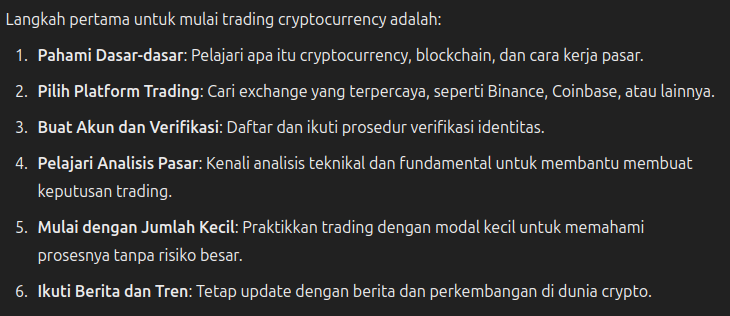 Langkah pertama untuk mulai trading cryptocurrency adalah:
1. Pahami Dasar-dasar: Pelajari apa itu cryptocurrency, blockchain, dan cara kerja pasar.
2. Pilih Platform Trading: Cari exchange yang terpercaya, seperti Binance, Coinbase, atau lainnya.
3. Buat Akun dan Verifikasi: Daftar dan ikuti prosedur verifikasi identitas.
4. Pelajari Analisis Pasar: Kenali analisis teknikal dan fundamental untuk membantu membuat
keputusan trading.
5. Mulai dengan Jumlah Kecil: Praktikkan trading dengan modal kecil untuk memahami
prosesnya tanpa risiko besar.
6. Ikuti Berita dan Tren: Tetap update dengan berita dan perkembangan di dunia crypto.